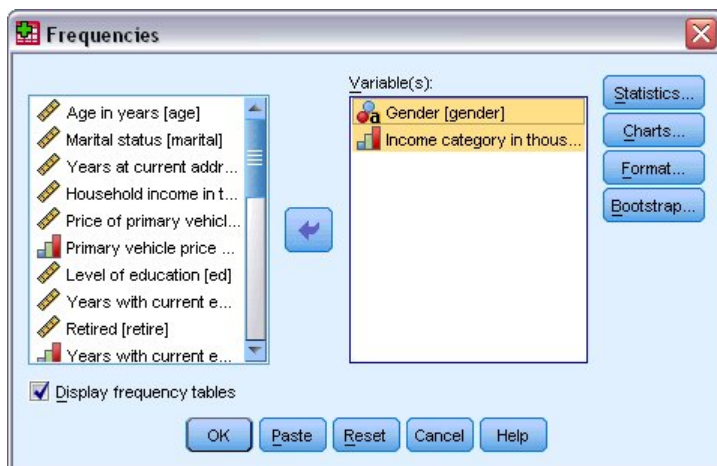 Frequencies
Age in years [age]
Marital status [marital]
Years at current addr...
Household income in t...
Price of primary vehicl...
Primary vehicle price ...
Level of education [ed]
Years with current e...
Retired [retire]
Years with current e...
Display frequency tables
Variable(s):
a Gender [gender]
Income category in thous...
Statistics...
Charts...
Format...
Bootstrap...
OK
Paste
Reset
Cancel
Help